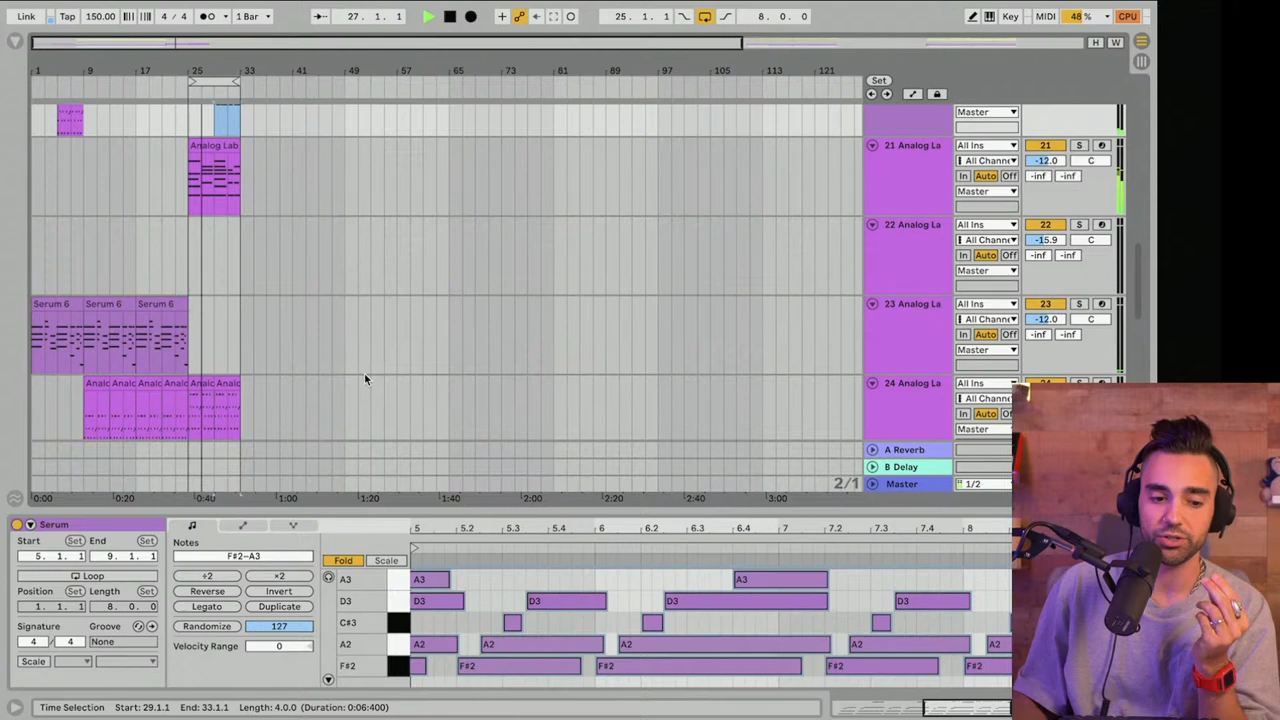 Link Tap 150.00 4 / 4 1 Bar 27. 1. 1 25. 1. 1 8. 0. 0 Key MIDI 48 % CPU
H W
1 9 17 25 33 41 49 57 65 73 81 89 97 105 113 121 Set
Master
Analog Lab 21 Analog La All Ins 21 S
All Channe -12.0 C
In Auto Off -inf -inf
Master
22 Analog La All Ins 22 S
All Channe -15.9 C
In Auto Off -inf -inf
Master
Serum 6 Serum 6 Serum 6 23 Analog La All Ins 23 S
All Channe -12.0 C
In Auto Off -inf -inf
Master
Analc Analc Analc Analc Analc Analc 24 Analog La All Ins
All Channe
In Auto Off
Master
A Reverb
B Delay
2/1 Master 1/2
0:00 0:20 0:40 1:00 1:20 1:40 2:00 2:20 2:40 3:00
Serum
Start Set End Set Notes 5 5.2 5.3 5.4 6 6.2 6.3 6.4 7 7.2 7.3 7.4 8
5. 1. 1 9. 1. 1 F#2-A3
Loop ÷2 ×2 Fold Scale
Position Set Length Set Reverse Invert A3 A3 A3
1. 1. 1 8. 0. 0 Legato Duplicate D3 D3 D3 D3 D3
Signature Groove Randomize 127 C#3
4 / 4 None Velocity Range 0 A2 A2 A2 A2 A2 A2
Scale F#2 F#2 F#2 F#2 F#2
Time Selection Start: 29.1.1 End: 33.1.1 Length: 4.0.0 (Duration: 0:06:400)